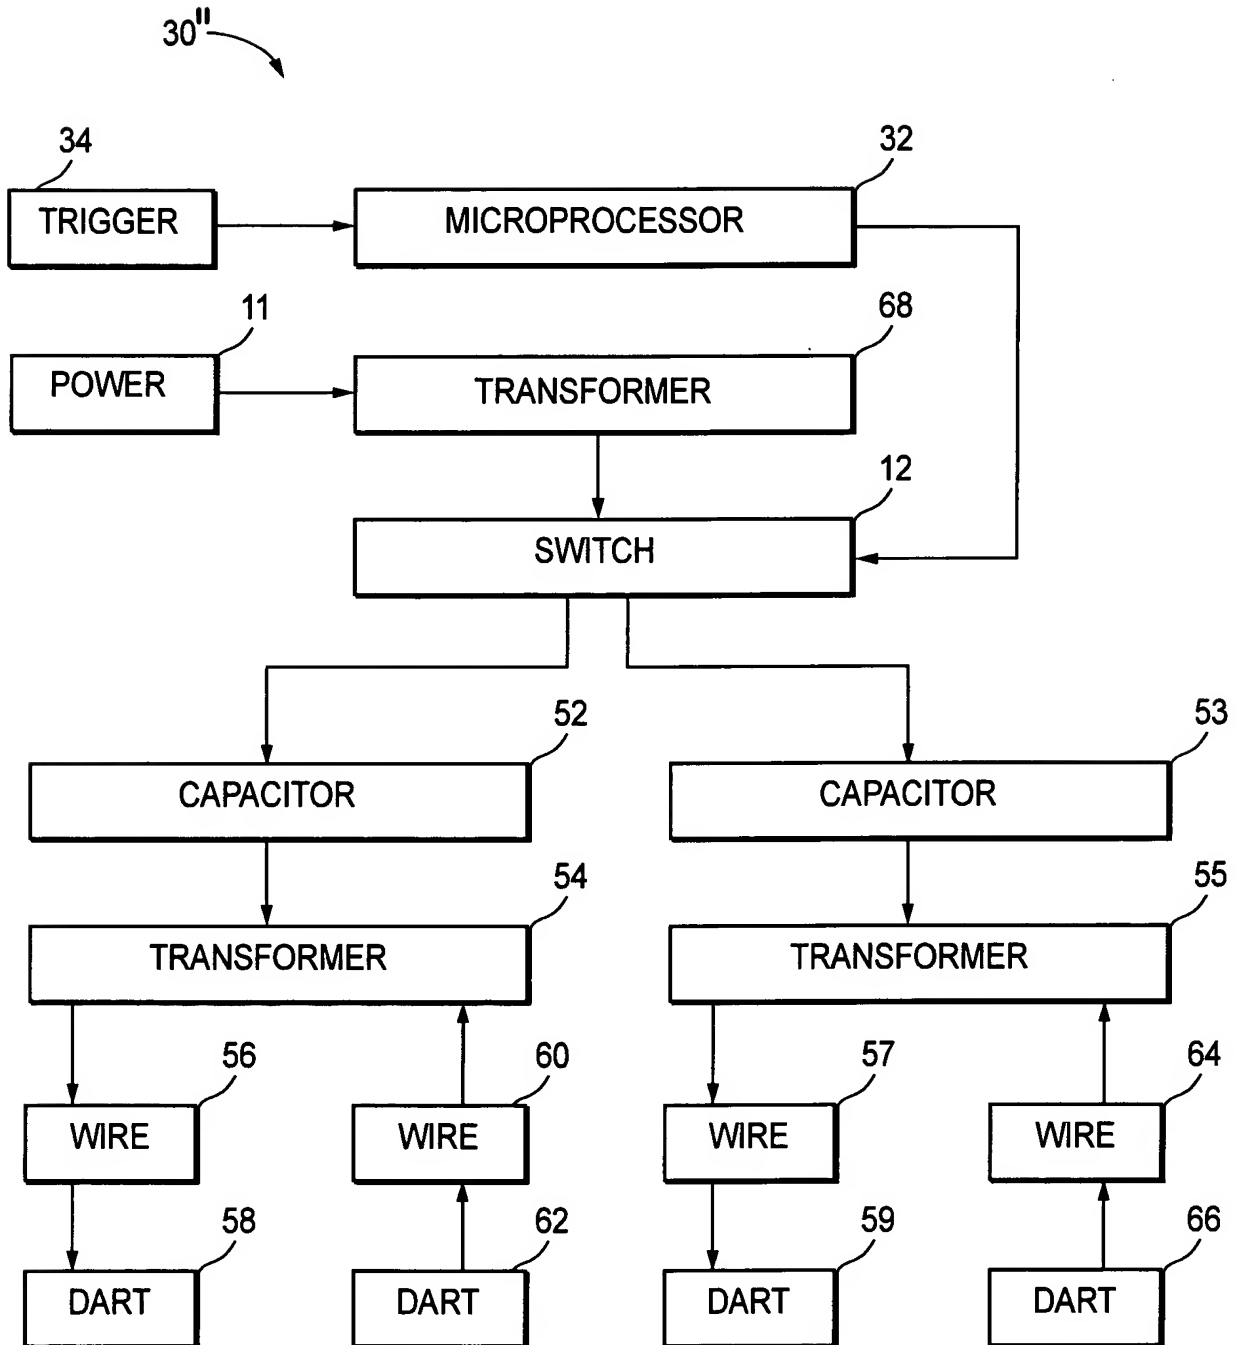 30"
34
32
TRIGGER
MICROPROCESSOR
11
68
POWER
TRANSFORMER
12
SWITCH
52
53
CAPACITOR
CAPACITOR
54
55
TRANSFORMER
TRANSFORMER
56
60
57
64
WIRE
WIRE
WIRE
WIRE
58
62
59
66
DART
DART
DART
DART